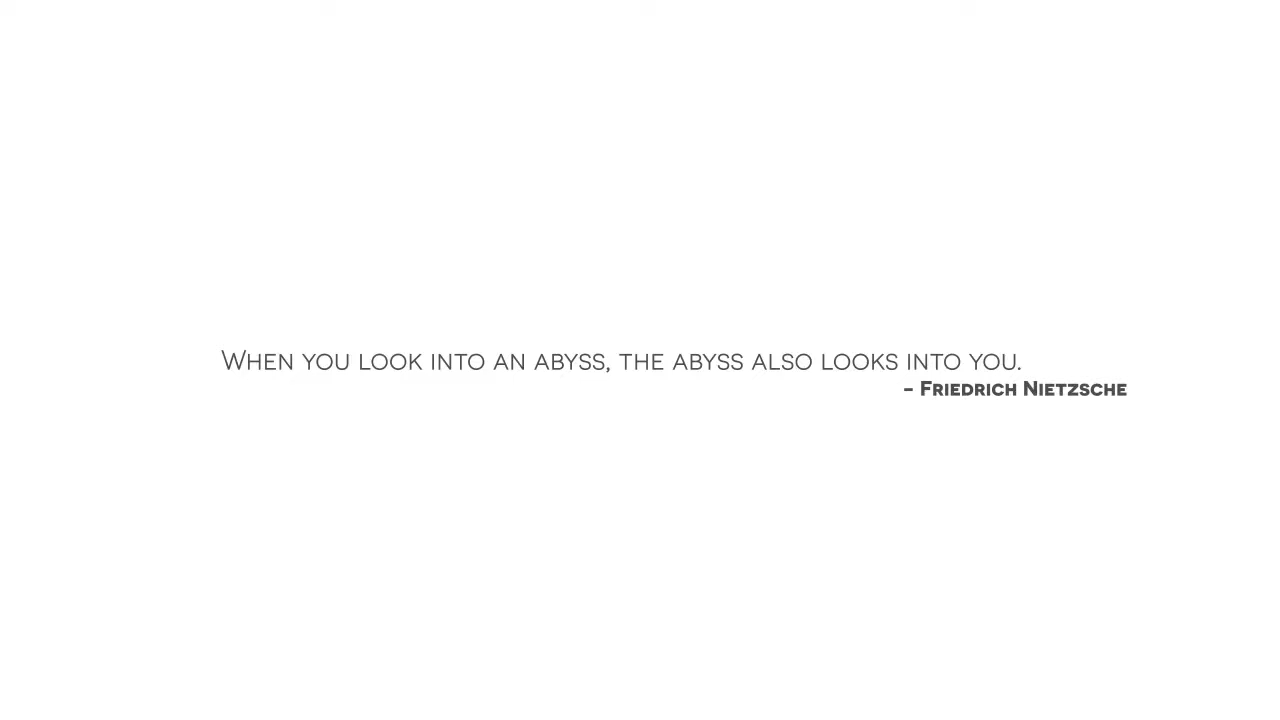 When you look into an abyss, the abyss also looks into you.
– Friedrich Nietzsche